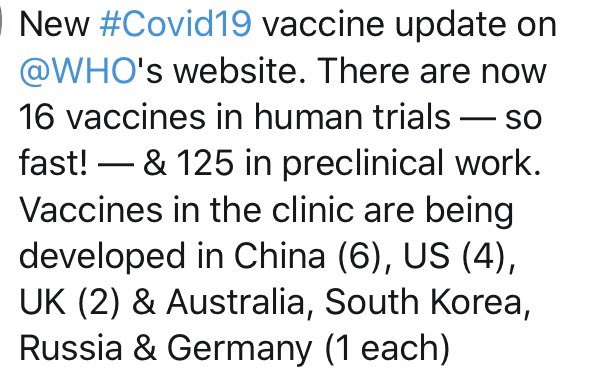 New #Covid19 vaccine update on
@WHO's website. There are now
16 vaccines in human trials — so
fast! — & 125 in preclinical work.
Vaccines in the clinic are being
developed in China (6), US (4),
UK (2) & Australia, South Korea,
Russia & Germany (1 each)